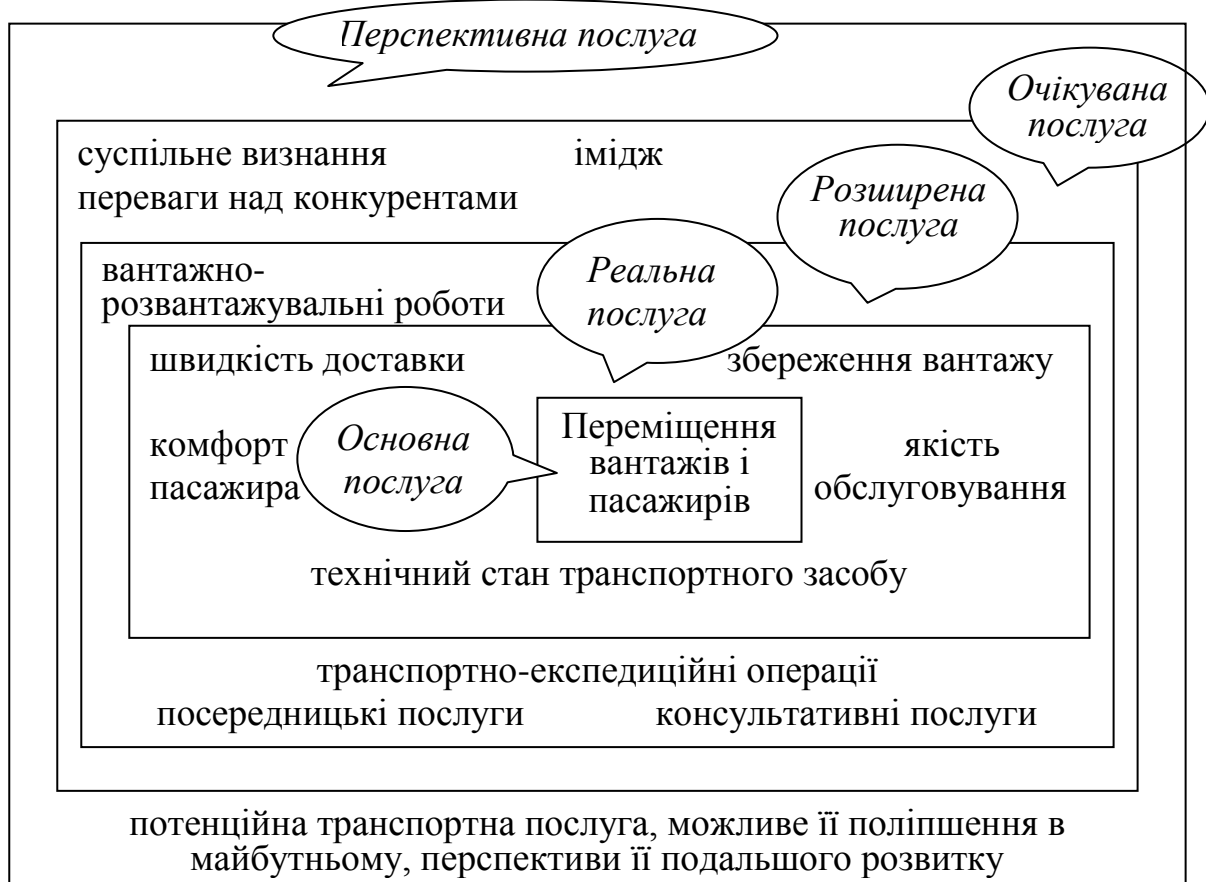 Перспективна послуга
Очікувана
послуга
суспільне визнання імідж
переваги над конкурентами
Розширена
послуга
вантажно-
розвантажувальні роботи
Реальна
послуга
швидкість доставки збереження вантажу
комфорт
пасажира
Основна
послуга
Переміщення
вантажів і
пасажирів
якість
обслуговування
технічний стан транспортного засобу
транспортно-експедиційні операції
посередницькі послуги консультативні послуги
потенційна транспортна послуга, можливе її поліпшення в
майбутньому, перспективи її подальшого розвитку